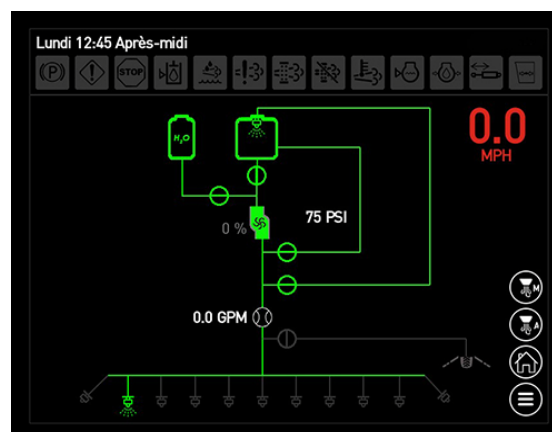 Lundi 12:45 Après-midi
(P)
STOP
H₂O
0.0
MPH
0 %
75 PSI
0.0 GPM
M
A